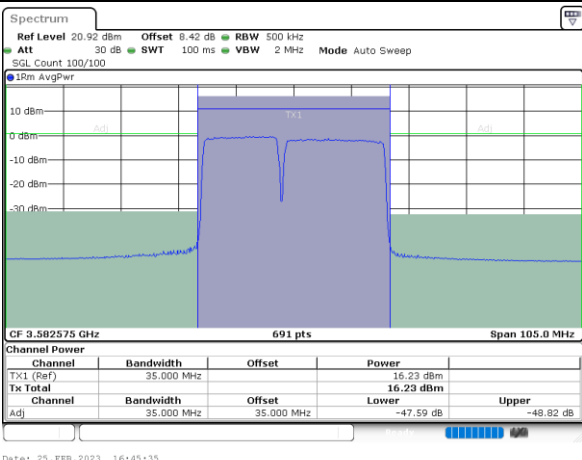 Spectrum
Ref Level 20.92 dBm Offset 8.42 dB RBW 500 kHz
Att 30 dB SWT 100 ms VBW 2 MHz Mode Auto Sweep
SGL Count 100/100
1Rm AvgPwr
10 dBm
TX1
0 dBm
Adj Adj
-10 dBm
-20 dBm
-30 dBm
CF 3.582575 GHz 691 pts Span 105.0 MHz
Channel Power
Channel Bandwidth Offset Power
TX1 (Ref) 35.000 MHz 16.23 dBm
Tx Total 16.23 dBm
Channel Bandwidth Offset Lower Upper
Adj 35.000 MHz 35.000 MHz -47.59 dB -48.82 dB
Ready
Date: 25.FEB.2023 16:45:35